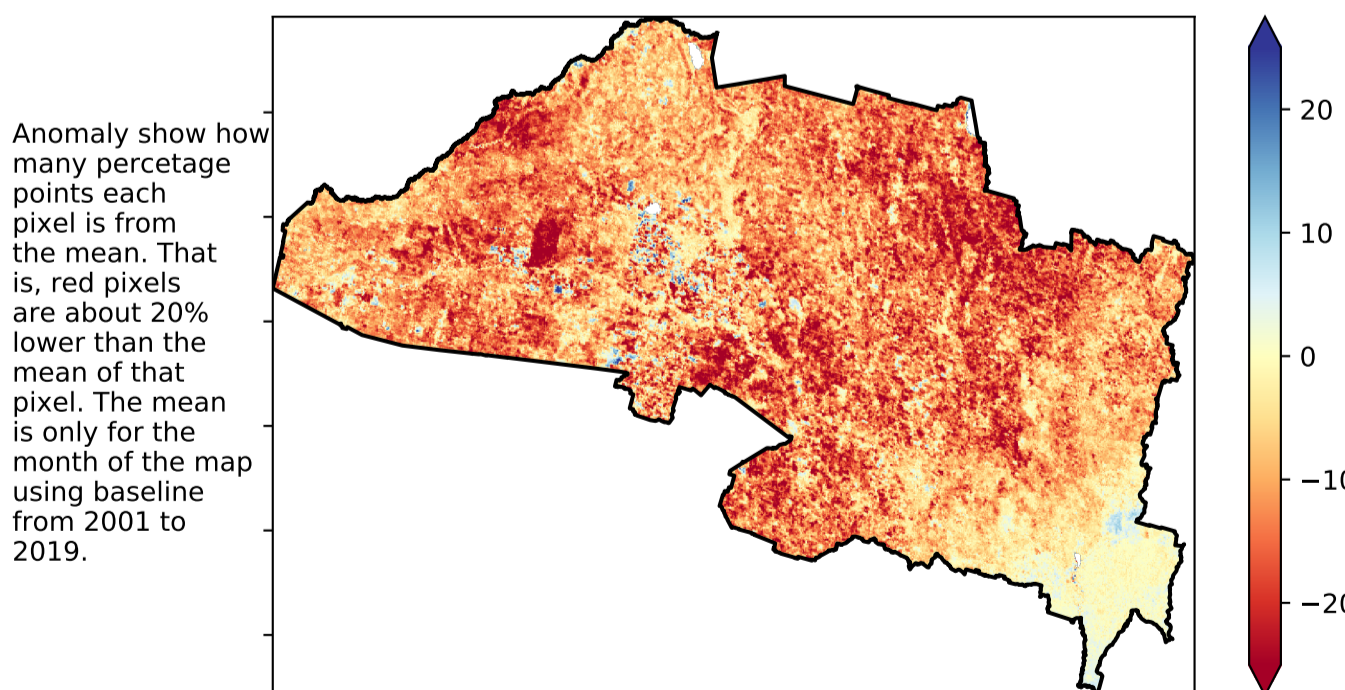 Anomaly show how
many percetage
points each
pixel is from
the mean. That
is, red pixels
are about 20%
lower than the
mean of that
pixel. The mean
is only for the
month of the map
using baseline
from 2001 to
2019.
20
10
0
−10
−20